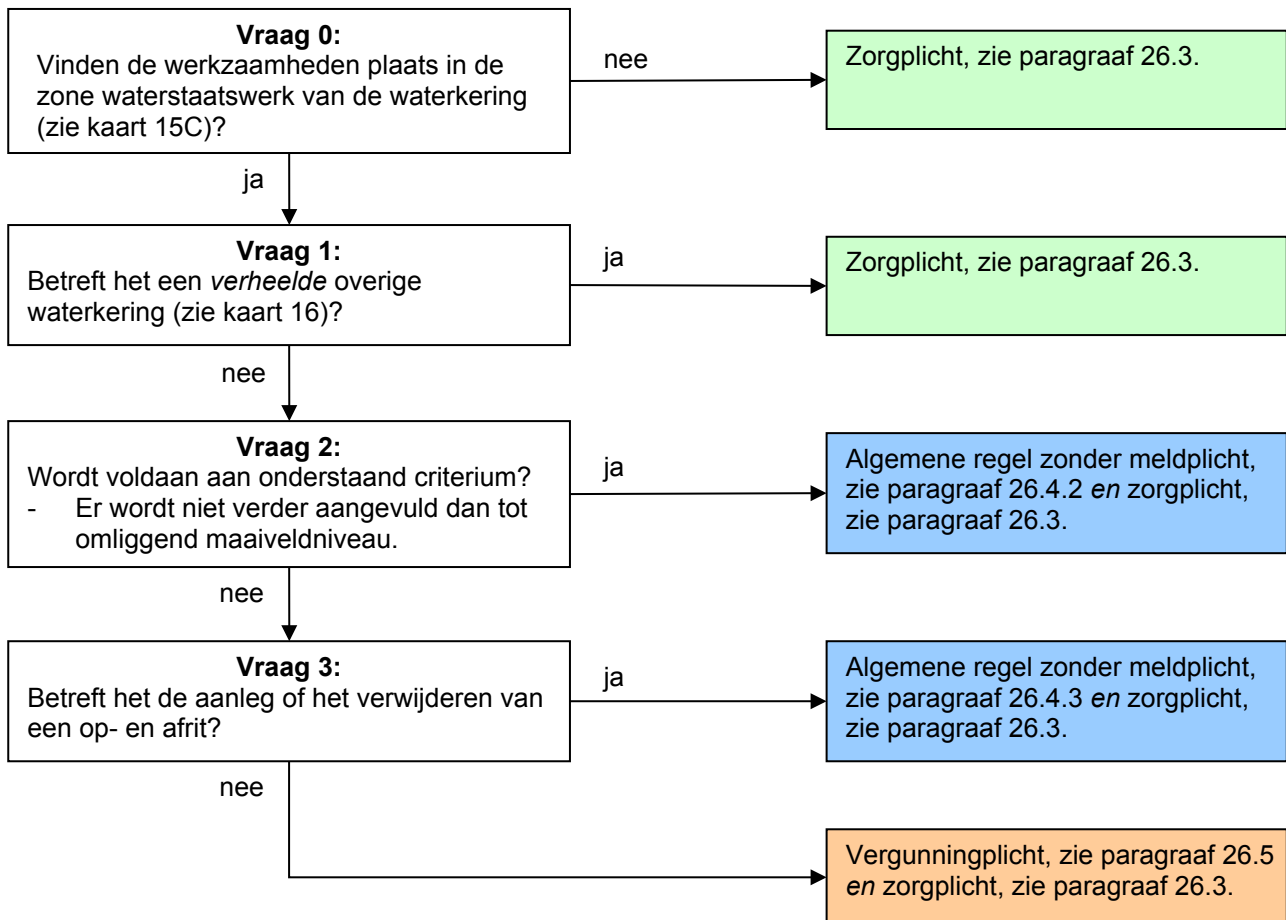 Vraag 0:
Vinden de werkzaamheden plaats in de
zone waterstaatswerk van de waterkering
(zie kaart 15C)?
nee
Zorgplicht, zie paragraaf 26.3.
ja
Vraag 1:
Betreft het een verheelde overige
waterkering (zie kaart 16)?
ja
Zorgplicht, zie paragraaf 26.3.
nee
Vraag 2:
Wordt voldaan aan onderstaand criterium?
- Er wordt niet verder aangevuld dan tot
omliggend maaiveldniveau.
ja
Algemene regel zonder meldplicht,
zie paragraaf 26.4.2 en zorgplicht,
zie paragraaf 26.3.
nee
Vraag 3:
Betreft het de aanleg of het verwijderen van
een op- en afrit?
ja
Algemene regel zonder meldplicht,
zie paragraaf 26.4.3 en zorgplicht,
zie paragraaf 26.3.
nee
Vergunningplicht, zie paragraaf 26.5
en zorgplicht, zie paragraaf 26.3.